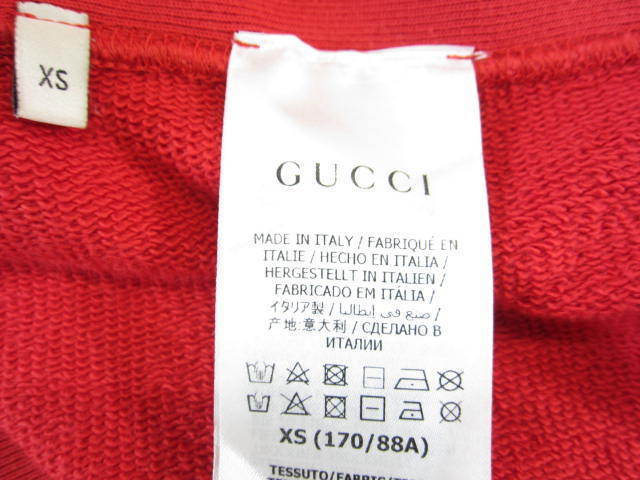 XS
GUCCI
MADE IN ITALY / FABRIQUÉ EN
ITALIE / HECHO EN ITALIA /
HERGESTELLT IN ITALIEN /
FABRICADO EM ITÁLIA /
イタリア製 / صنع في إيطاليا /
产地:意大利 / СДЕЛАНО В
ИТАЛИИ
XS (170/88A)
TESSUTO/FABRIC/